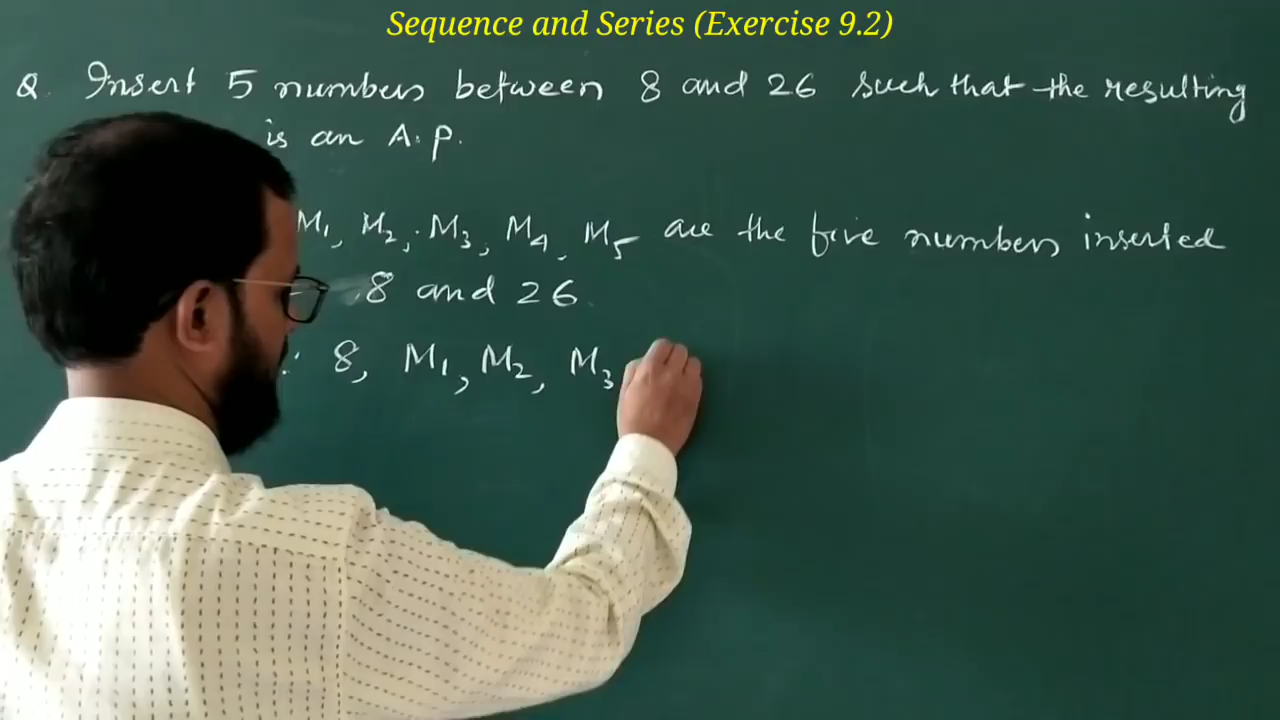 Sequence and Series (Exercise 9.2)
Q. Insert 5 numbers between 8 and 26 such that the resulting
is an A.P.
M1, M2, M3, M4, M5 are the five numbers inserted
8 and 26.
∴ 8, M1, M2, M3